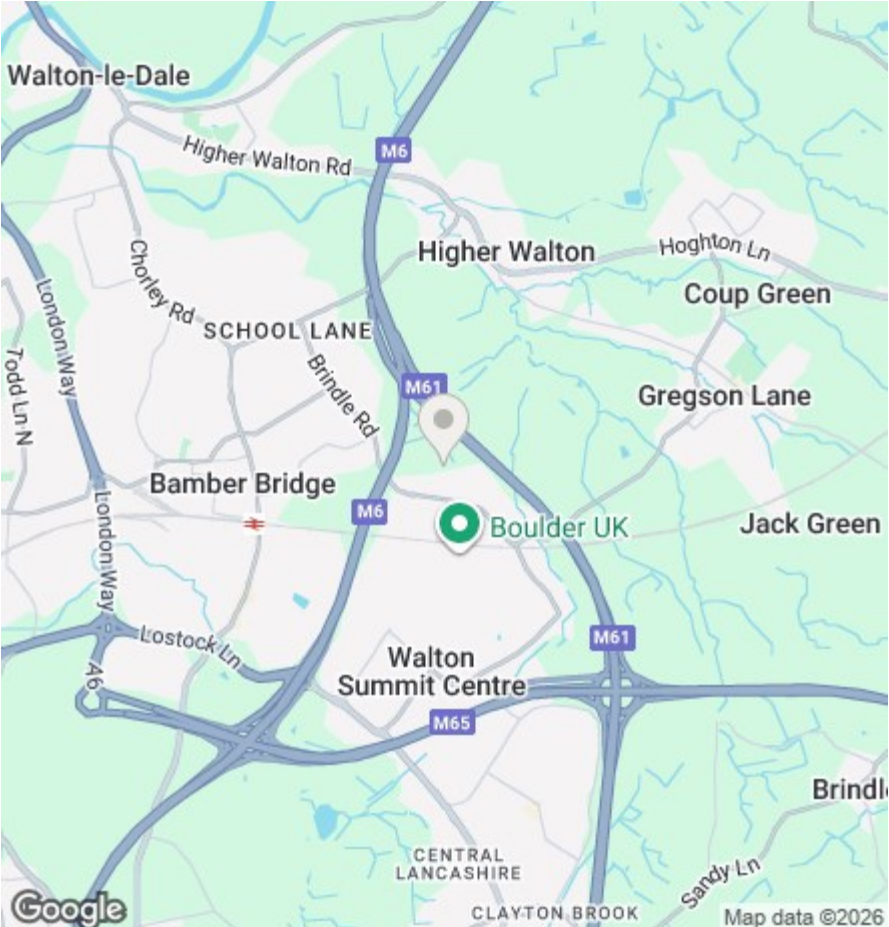 Walton-le-Dale
M6
Higher Walton Rd
Higher Walton
Hoghton Ln
Coup Green
Chorley Rd
London Way
SCHOOL LANE
Todd Ln N
Brindle Rd
M61
Gregson Lane
Bamber Bridge
M6
London Way
Boulder UK
Jack Green
Lostock Ln
M61
A6
Walton
Summit Centre
M65
Brindle
CENTRAL
LANCASHIRE
Sandy Ln
CLAYTON BROOK
Google
Map data ©2026